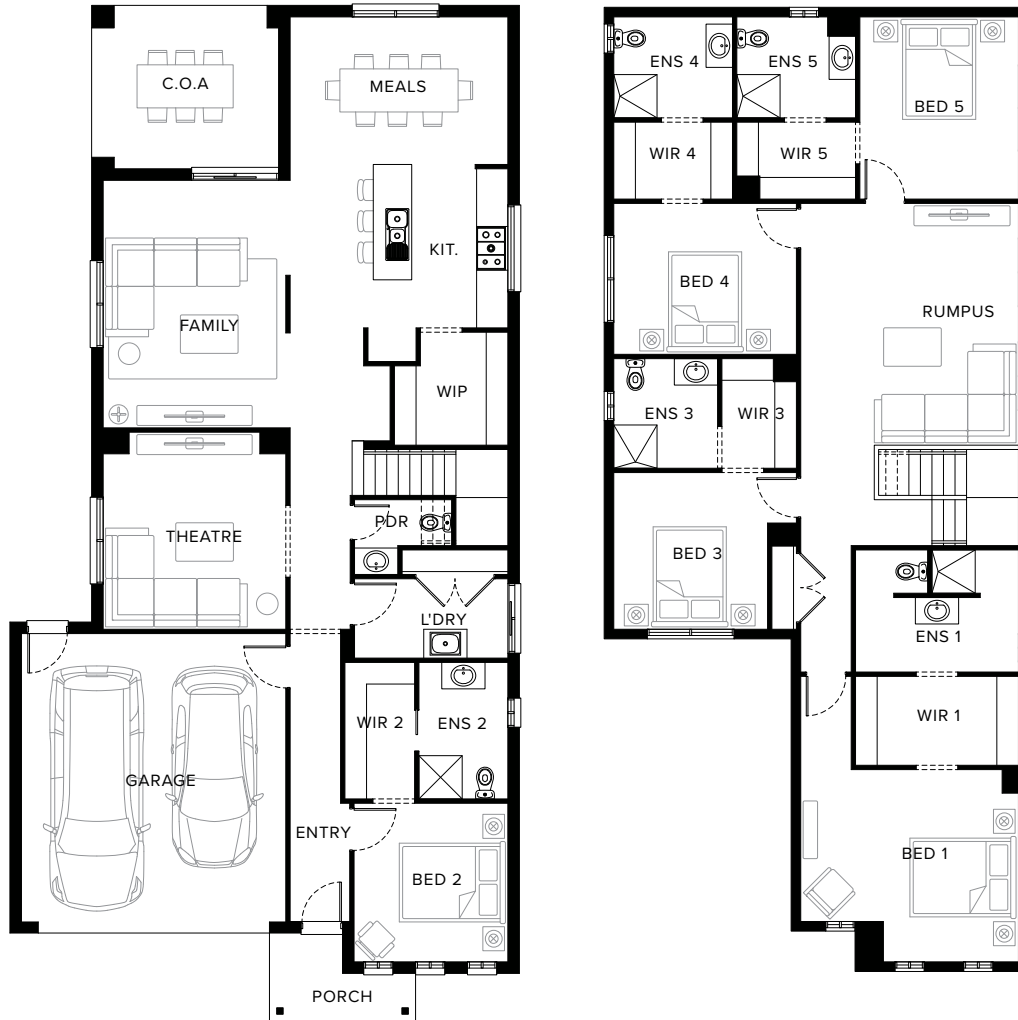 C.O.A
MEALS
KIT.
FAMILY
WIP
THEATRE
PDR
L'DRY
WIR 2
ENS 2
GARAGE
ENTRY
BED 2
PORCH
ENS 4
ENS 5
BED 5
WIR 4
WIR 5
BED 4
RUMPUS
ENS 3
WIR 3
BED 3
ENS 1
WIR 1
BED 1